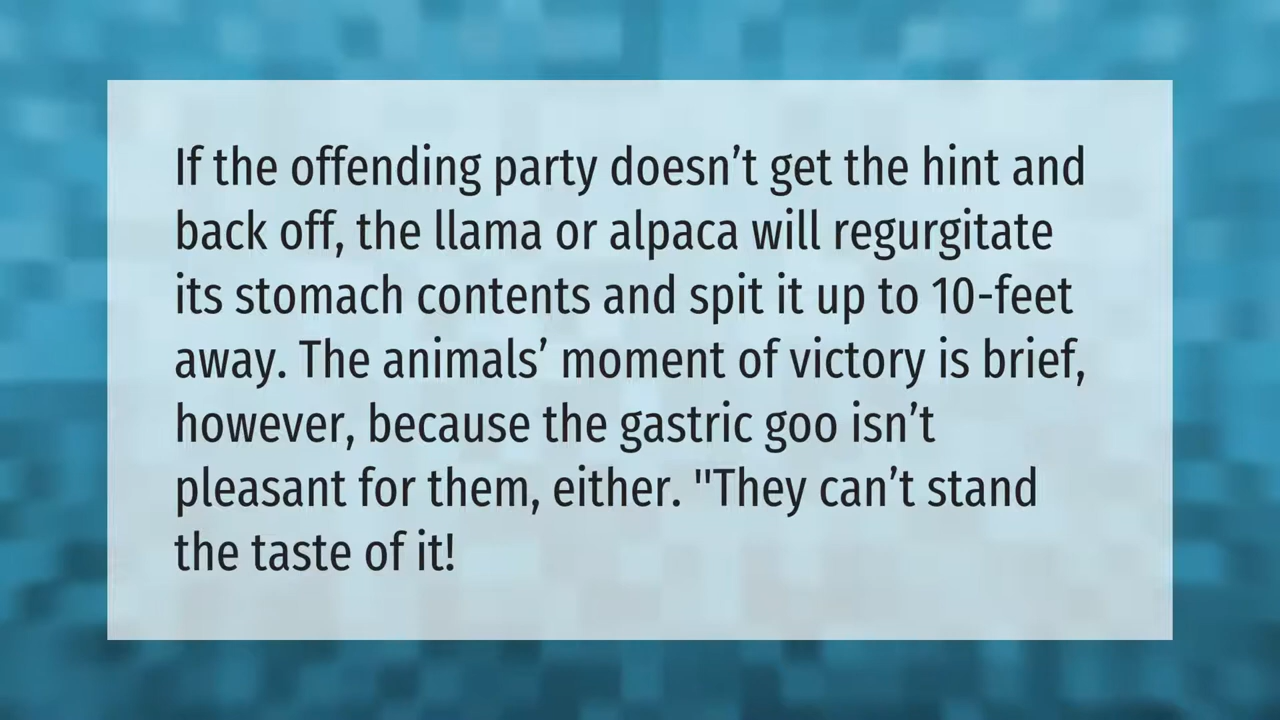 If the offending party doesn’t get the hint and
back off, the llama or alpaca will regurgitate
its stomach contents and spit it up to 10-feet
away. The animals’ moment of victory is brief,
however, because the gastric goo isn’t
pleasant for them, either. "They can’t stand
the taste of it!